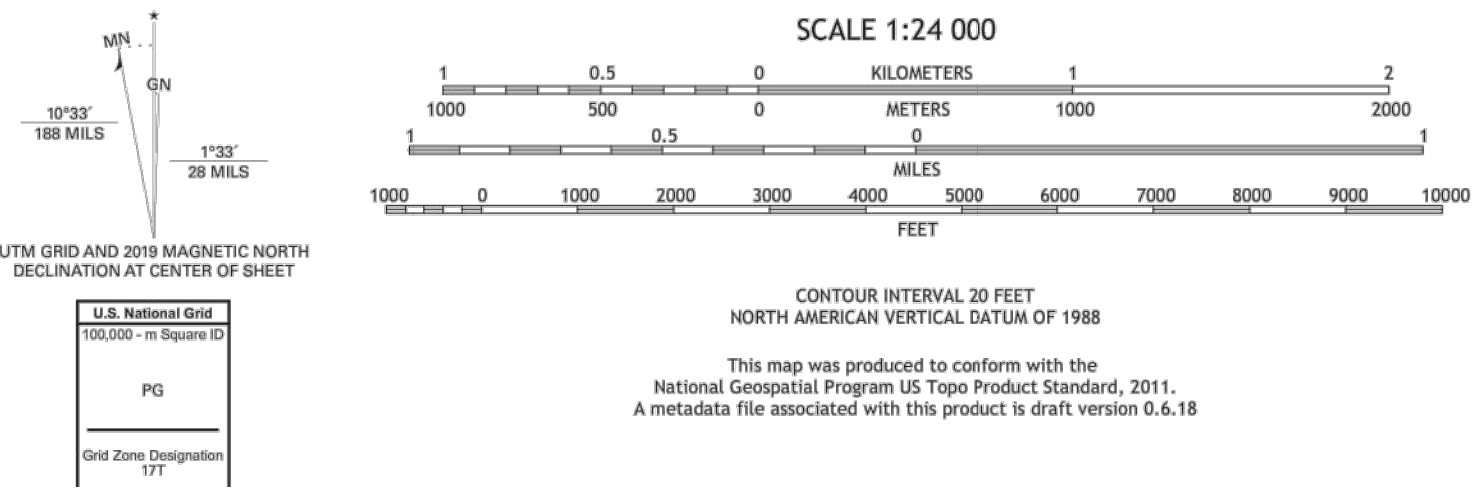 *
MN
GN
10°33′
188 MILS
1°33′
28 MILS
UTM GRID AND 2019 MAGNETIC NORTH
DECLINATION AT CENTER OF SHEET
U.S. National Grid
100,000 - m Square ID
PG
Grid Zone Designation
17T
SCALE 1:24 000
1 0.5 0 KILOMETERS 1 2
1000 500 0 METERS 1000 2000
1 0.5 0 1
MILES
1000 0 1000 2000 3000 4000 5000 6000 7000 8000 9000 10000
FEET
CONTOUR INTERVAL 20 FEET
NORTH AMERICAN VERTICAL DATUM OF 1988
This map was produced to conform with the
National Geospatial Program US Topo Product Standard, 2011.
A metadata file associated with this product is draft version 0.6.18